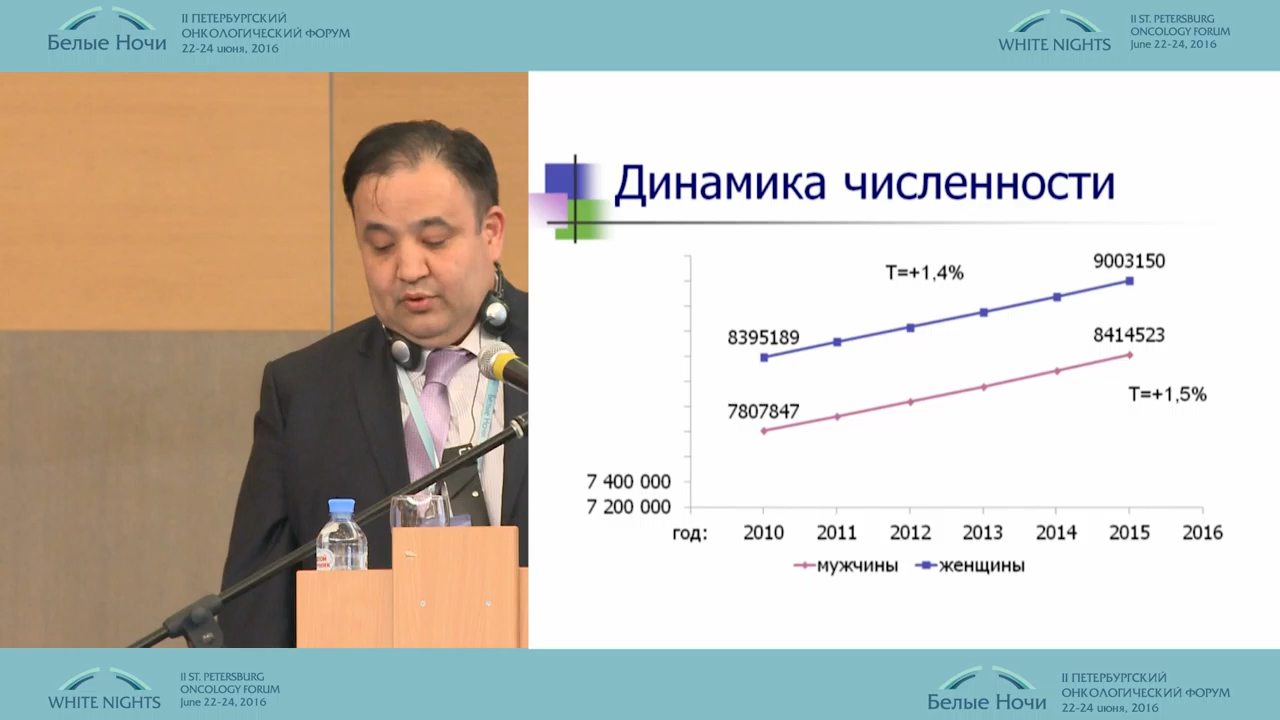 Белые Ночи
II ПЕТЕРБУРГСКИЙ
ОНКОЛОГИЧЕСКИЙ ФОРУМ
22-24 июня, 2016
WHITE NIGHTS
II ST. PETERSBURG
ONCOLOGY FORUM
June 22-24, 2016
Динамика численности
T=+1,4%
9003150
8395189
8414523
T=+1,5%
7807847
7 400 000
7 200 000
год: 2010 2011 2012 2013 2014 2015 2016
мужчины женщины
WHITE NIGHTS
II ST. PETERSBURG
ONCOLOGY FORUM
June 22-24, 2016
Белые Ночи
II ПЕТЕРБУРГСКИЙ
ОНКОЛОГИЧЕСКИЙ ФОРУМ
22-24 июня, 2016